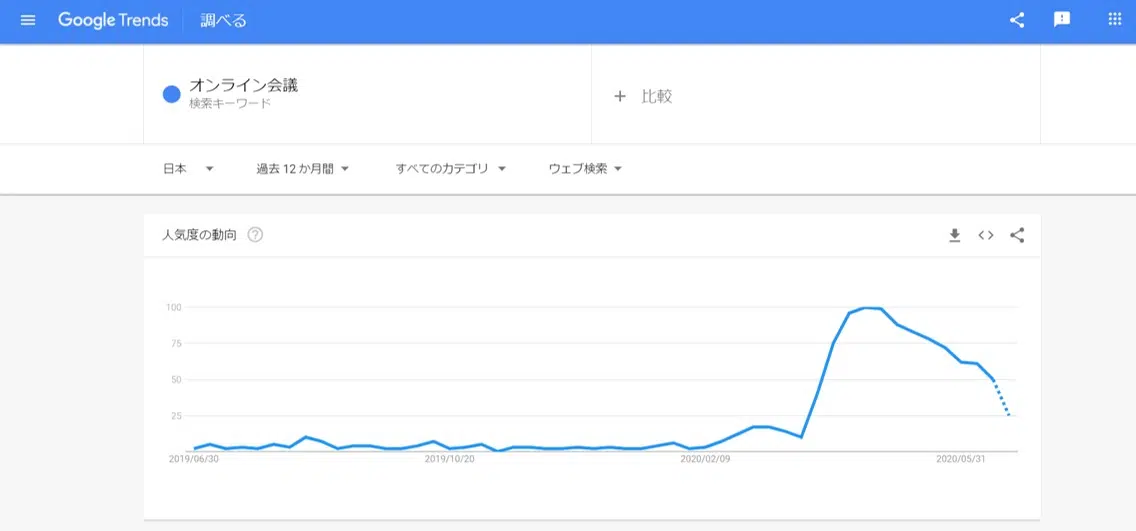 Google Trends 調べる
オンライン会議
検索キーワード
+ 比較
日本 過去 12 か月間 すべてのカテゴリ ウェブ検索
人気度の動向 ?
100
75
50
25
2019/06/30 2019/10/20 2020/02/09 2020/05/31